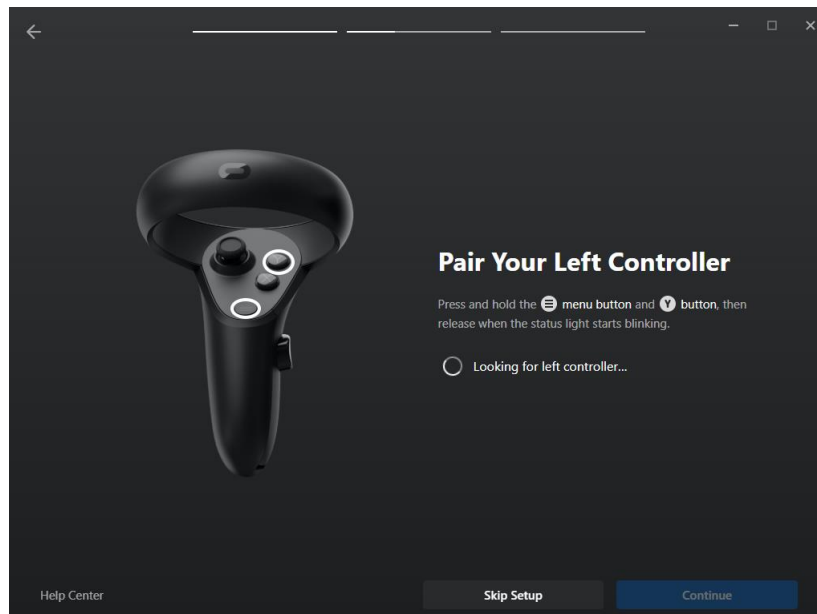 Pair Your Left Controller
Press and hold the menu button and Y button, then
release when the status light starts blinking.
Looking for left controller...
Help Center
Skip Setup
Continue